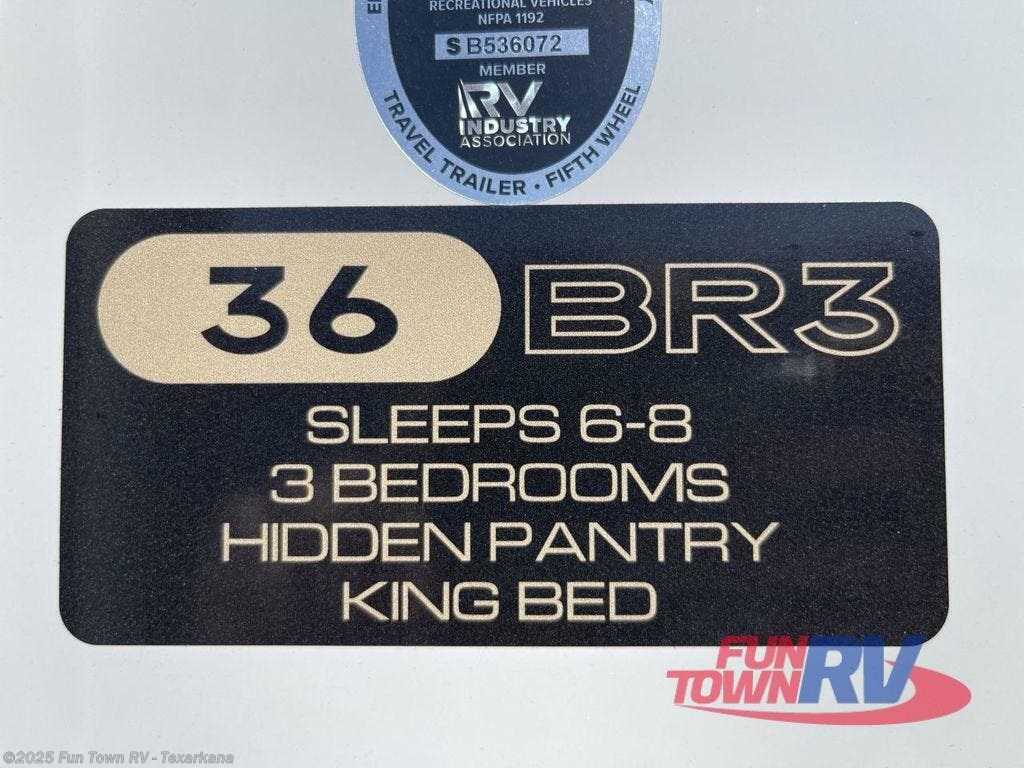 RECREATIONAL VEHICLES
NFPA 1192
S B536072
MEMBER
RV
INDUSTRY
ASSOCIATION
TRAVEL TRAILER · FIFTH WHEEL
36 BR3
SLEEPS 6-8
3 BEDROOMS
HIDDEN PANTRY
KING BED
FUN
TOWN RV
©2025 Fun Town RV - Texarkana